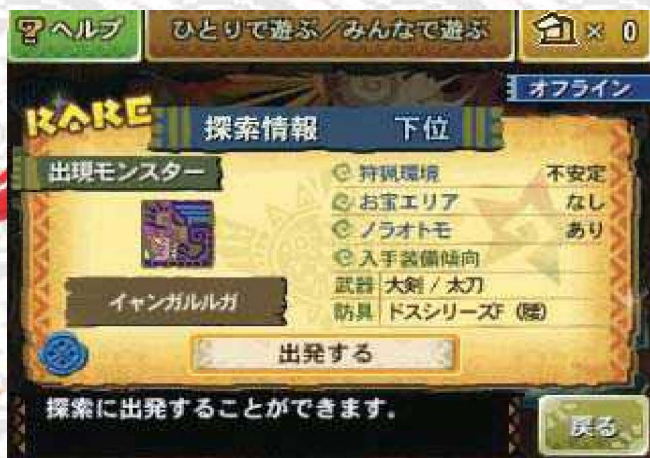 ヘルプ
ひとりで遊ぶ/みんなで遊ぶ
× 0
オフライン
RARE
探索情報 下位
出現モンスター
狩猟環境 不安定
お宝エリア なし
ノラオトモ あり
入手装備傾向
武器 大剣 / 太刀
防具 ドスシリーズF (腰)
イャンガルルガ
出発する
探索に出発することができます。
戻る